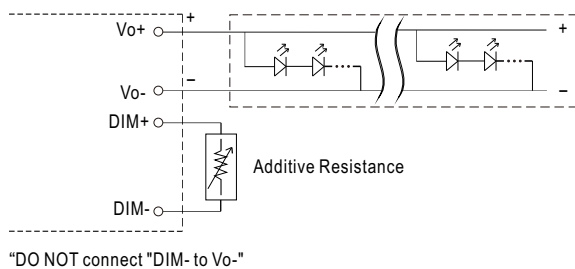 Vo+
+
+
Vo-
−
−
DIM+
Additive Resistance
DIM-
“DO NOT connect "DIM- to Vo-"